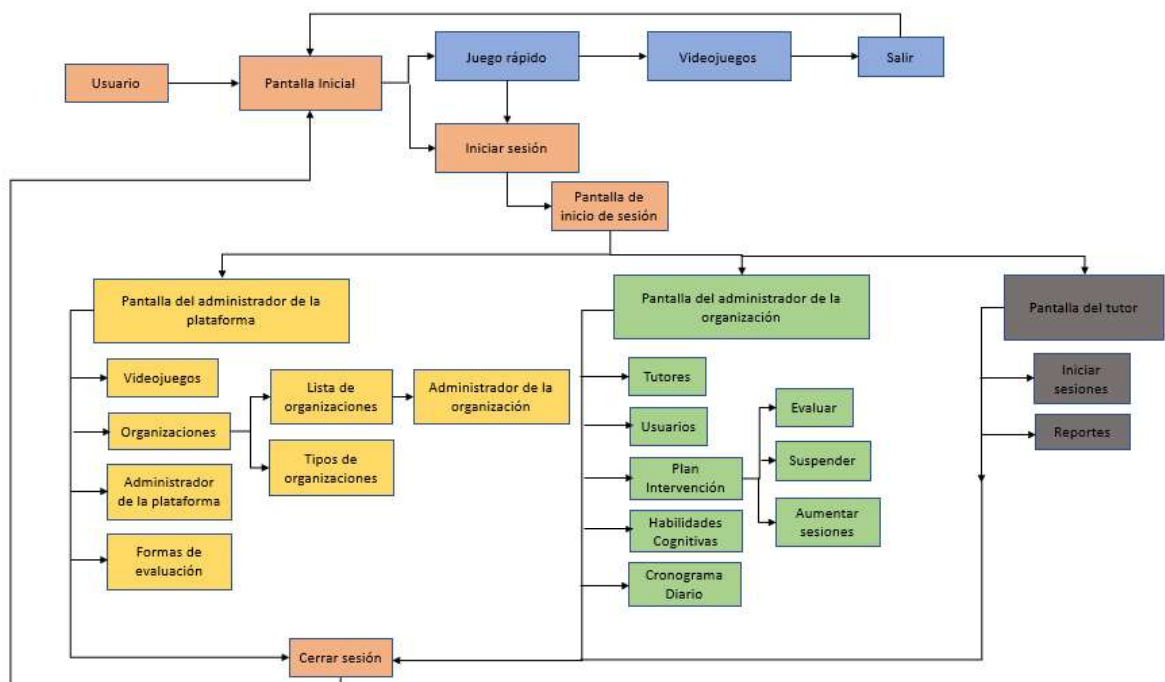 Usuario
Pantalla Inicial
Juego rápido
Videojuegos
Salir
Iniciar sesión
Pantalla de
inicio de sesión
Pantalla del administrador de la
plataforma
Videojuegos
Organizaciones
Lista de
organizaciones
Administrador de la
organización
Tipos de
organizaciones
Administrador
de la plataforma
Formas de
evaluación
Pantalla del administrador de la
organización
Tutores
Usuarios
Plan
Intervención
Evaluar
Suspender
Aumentar
sesiones
Habilidades
Cognitivas
Cronograma
Diario
Pantalla del tutor
Iniciar
sesiones
Reportes
Cerrar sesión